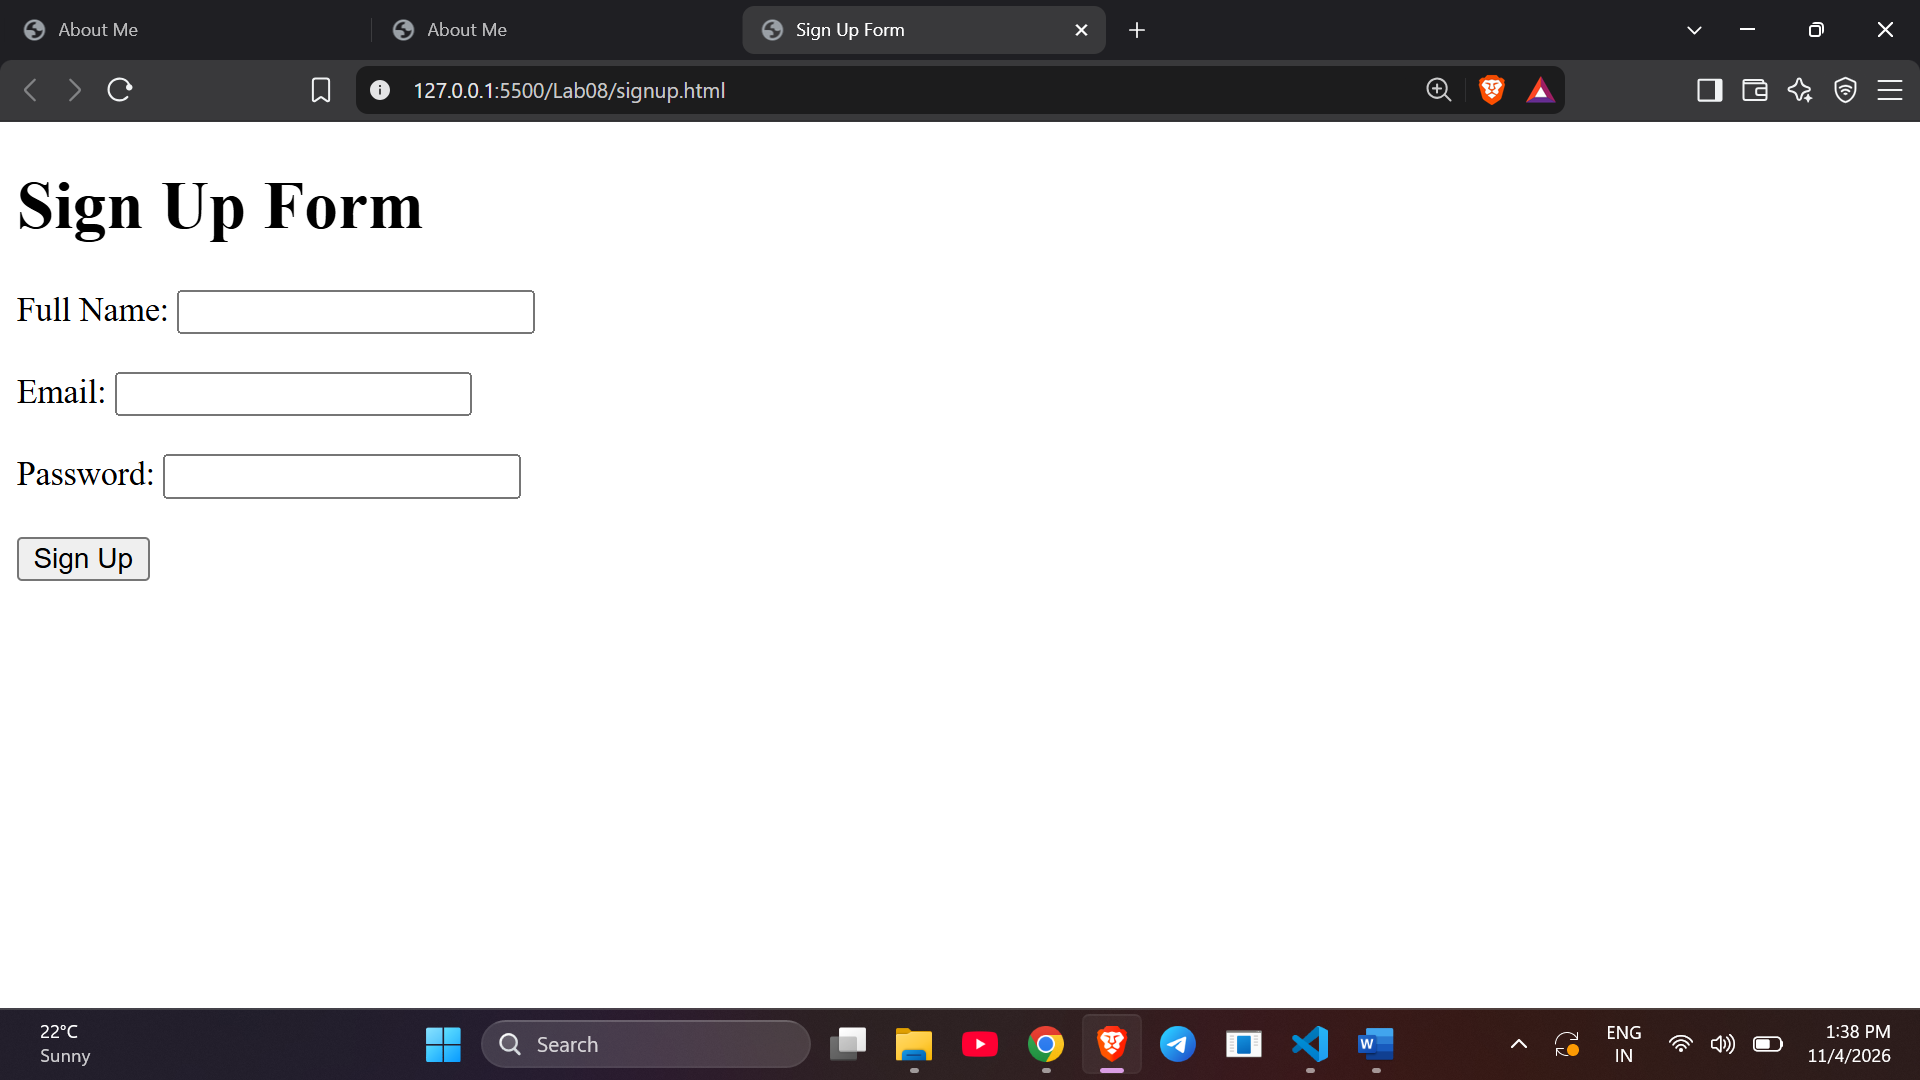 About Me
About Me
Sign Up Form
127.0.0.1:5500/Lab08/signup.html
Sign Up Form
Full Name:
Email:
Password:
Sign Up
22°C
Sunny
Search
W
ENG
IN
1:38 PM
11/4/2026